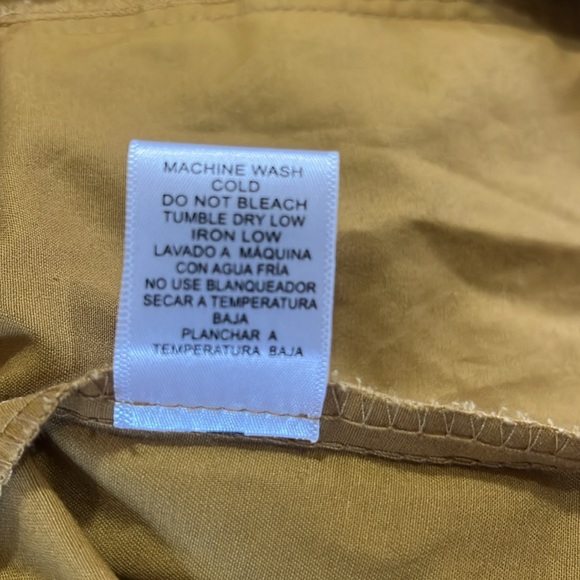 MACHINE WASH
COLD
DO NOT BLEACH
TUMBLE DRY LOW
IRON LOW
LAVADO A MÁQUINA
CON AGUA FRÍA
NO USE BLANQUEADOR
SECAR A TEMPERATURA
BAJA
PLANCHAR A
TEMPERATURA BAJA